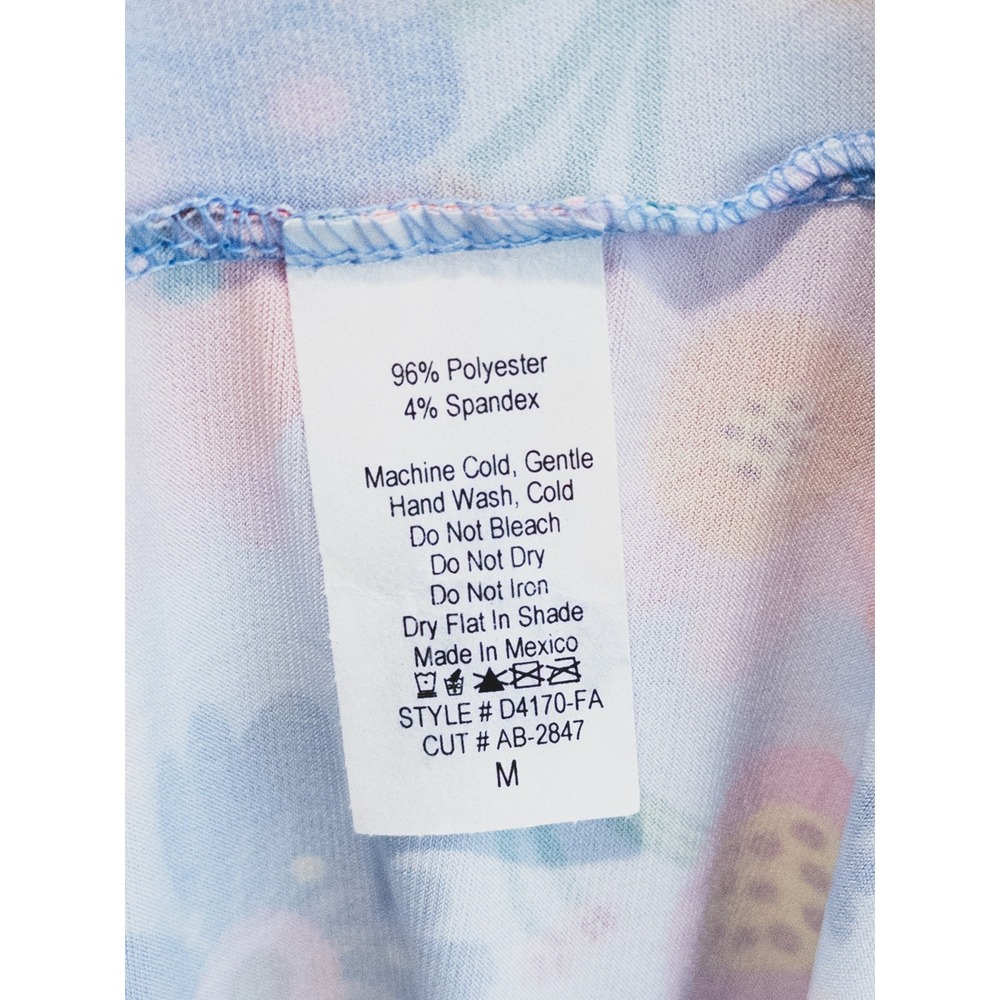 96% Polyester
4% Spandex
Machine Cold, Gentle
Hand Wash, Cold
Do Not Bleach
Do Not Dry
Do Not Iron
Dry Flat In Shade
Made In Mexico
STYLE # D4170-FA
CUT # AB-2847
M